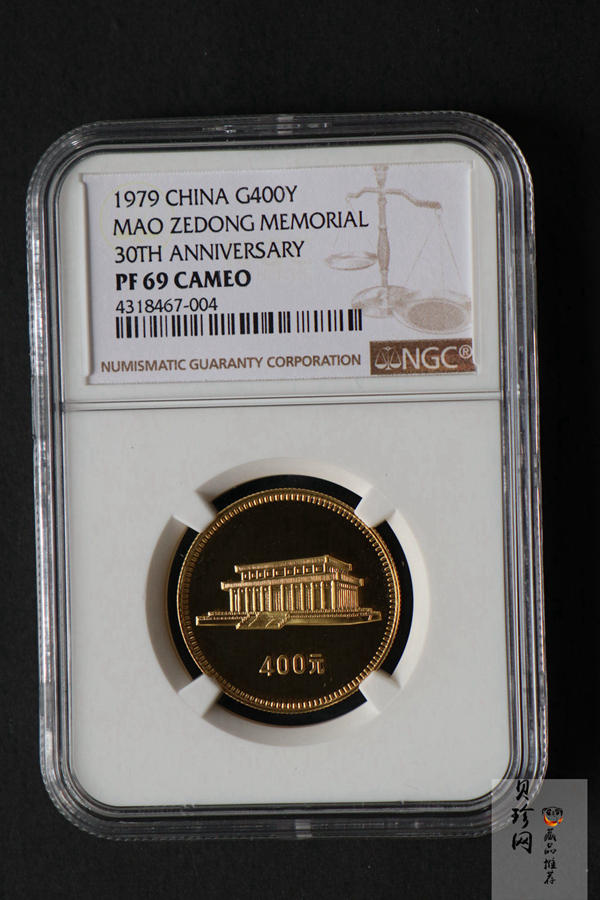 1979 CHINA G400Y
MAO ZEDONG MEMORIAL
30TH ANNIVERSARY
PF 69 CAMEO
4318467-004
NUMISMATIC GUARANTY CORPORATION
NGC®
400元
贝珍网
藏品推荐